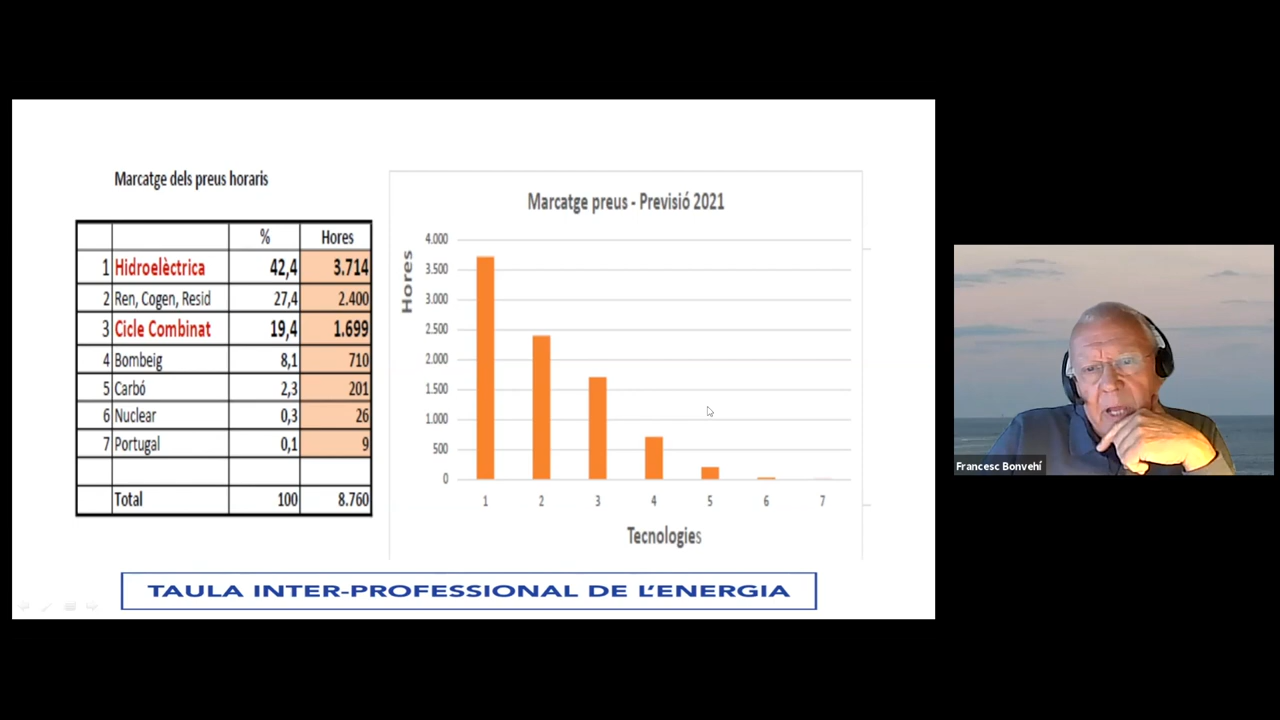 Marcatge dels preus horaris
% Hores
1 Hidroelèctrica 42,4 3.714
2 Ren, Cogen, Resid 27,4 2.400
3 Cicle Combinat 19,4 1.699
4 Bombeig 8,1 710
5 Carbó 2,3 201
6 Nuclear 0,3 26
7 Portugal 0,1 9
Total 100 8.760
Marcatge preus - Previsió 2021
Hores
4.000
3.500
3.000
2.500
2.000
1.500
1.000
500
0
1 2 3 4 5 6 7
Tecnologies
TAULA INTER-PROFESSIONAL DE L'ENERGIA
Francesc Bonvehí